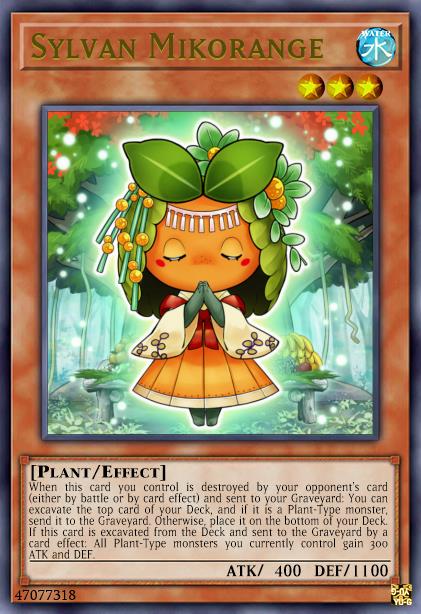 Sylvan Mikorange
WATER
水
[Plant/Effect]
When this card you control is destroyed by your opponent's card
(either by battle or by card effect) and sent to your Graveyard: You can
excavate the top card of your Deck, and if it is a Plant-Type monster,
send it to the Graveyard. Otherwise, place it on the bottom of your Deck.
If this card is excavated from the Deck and sent to the Graveyard by a
card effect: All Plant-Type monsters you currently control gain 300
ATK and DEF.
ATK/ 400 DEF/1100
47077318